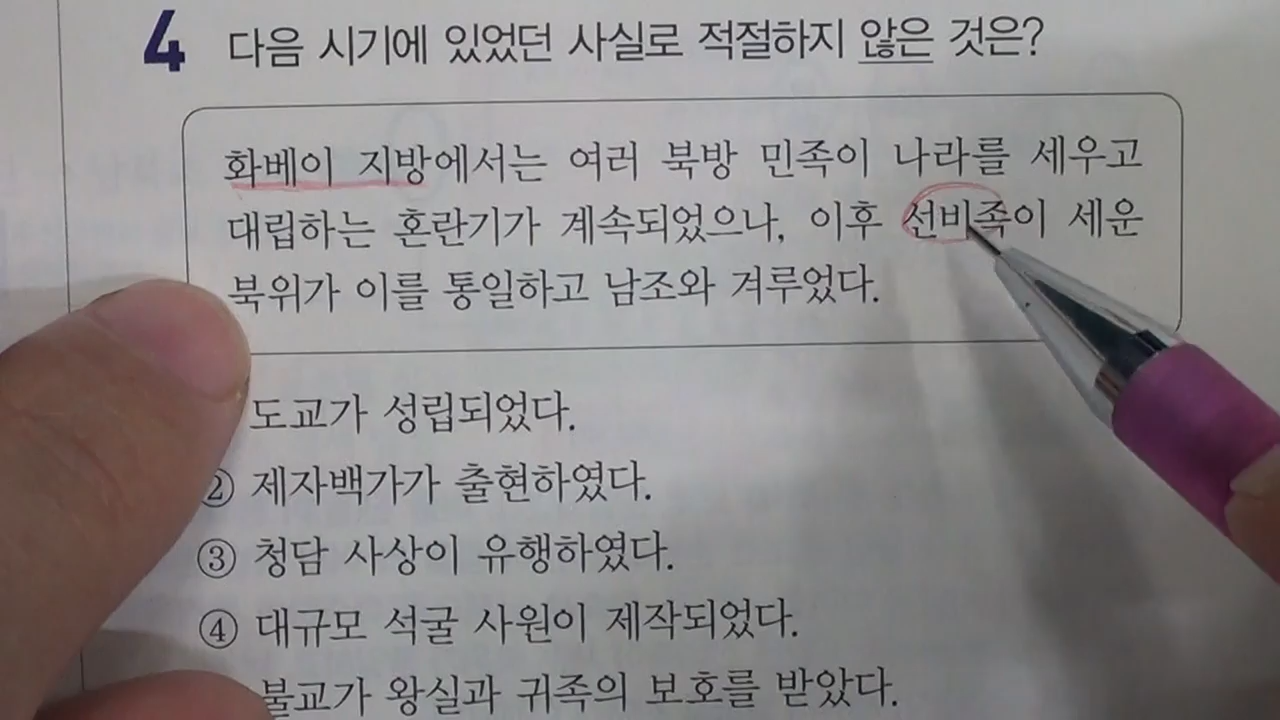 4 다음 시기에 있었던 사실로 적절하지 않은 것은?
화베이 지방에서는 여러 북방 민족이 나라를 세우고
대립하는 혼란기가 계속되었으나, 이후 선비족이 세운
북위가 이를 통일하고 남조와 겨루었다.
도교가 성립되었다.
② 제자백가가 출현하였다.
③ 청담 사상이 유행하였다.
④ 대규모 석굴 사원이 제작되었다.
불교가 왕실과 귀족의 보호를 받았다.